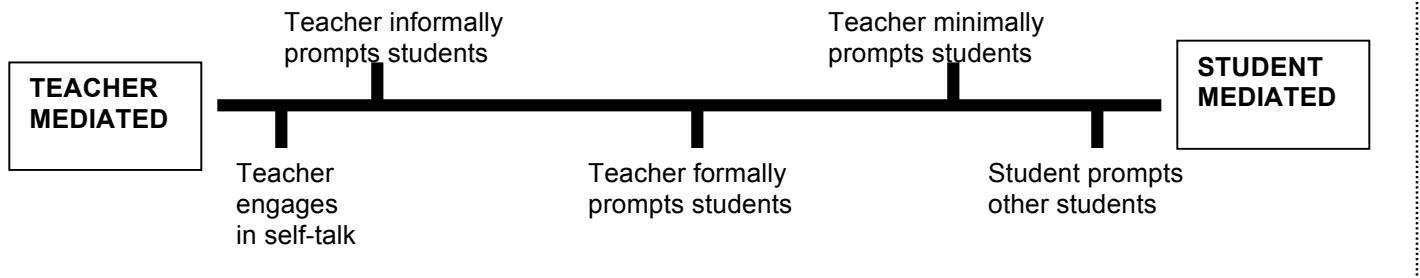 Teacher informally
prompts students
Teacher minimally
prompts students
TEACHER
MEDIATED
STUDENT
MEDIATED
Teacher
engages
in self-talk
Teacher formally
prompts students
Student prompts
other students